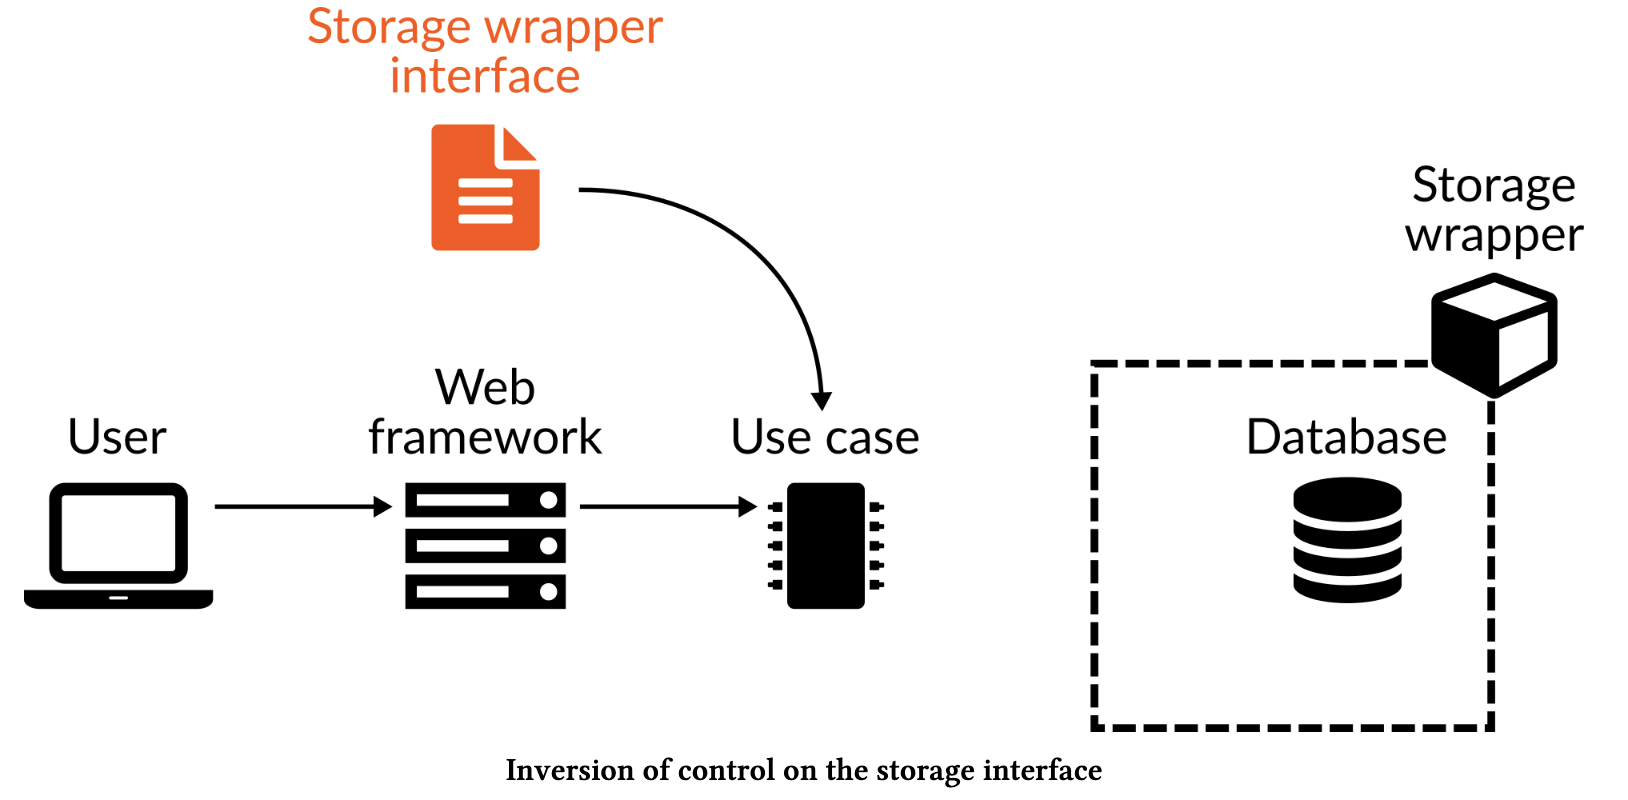 Storage wrapper
interface
Storage
wrapper
User
Web
framework
Use case
Database
Inversion of control on the storage interface